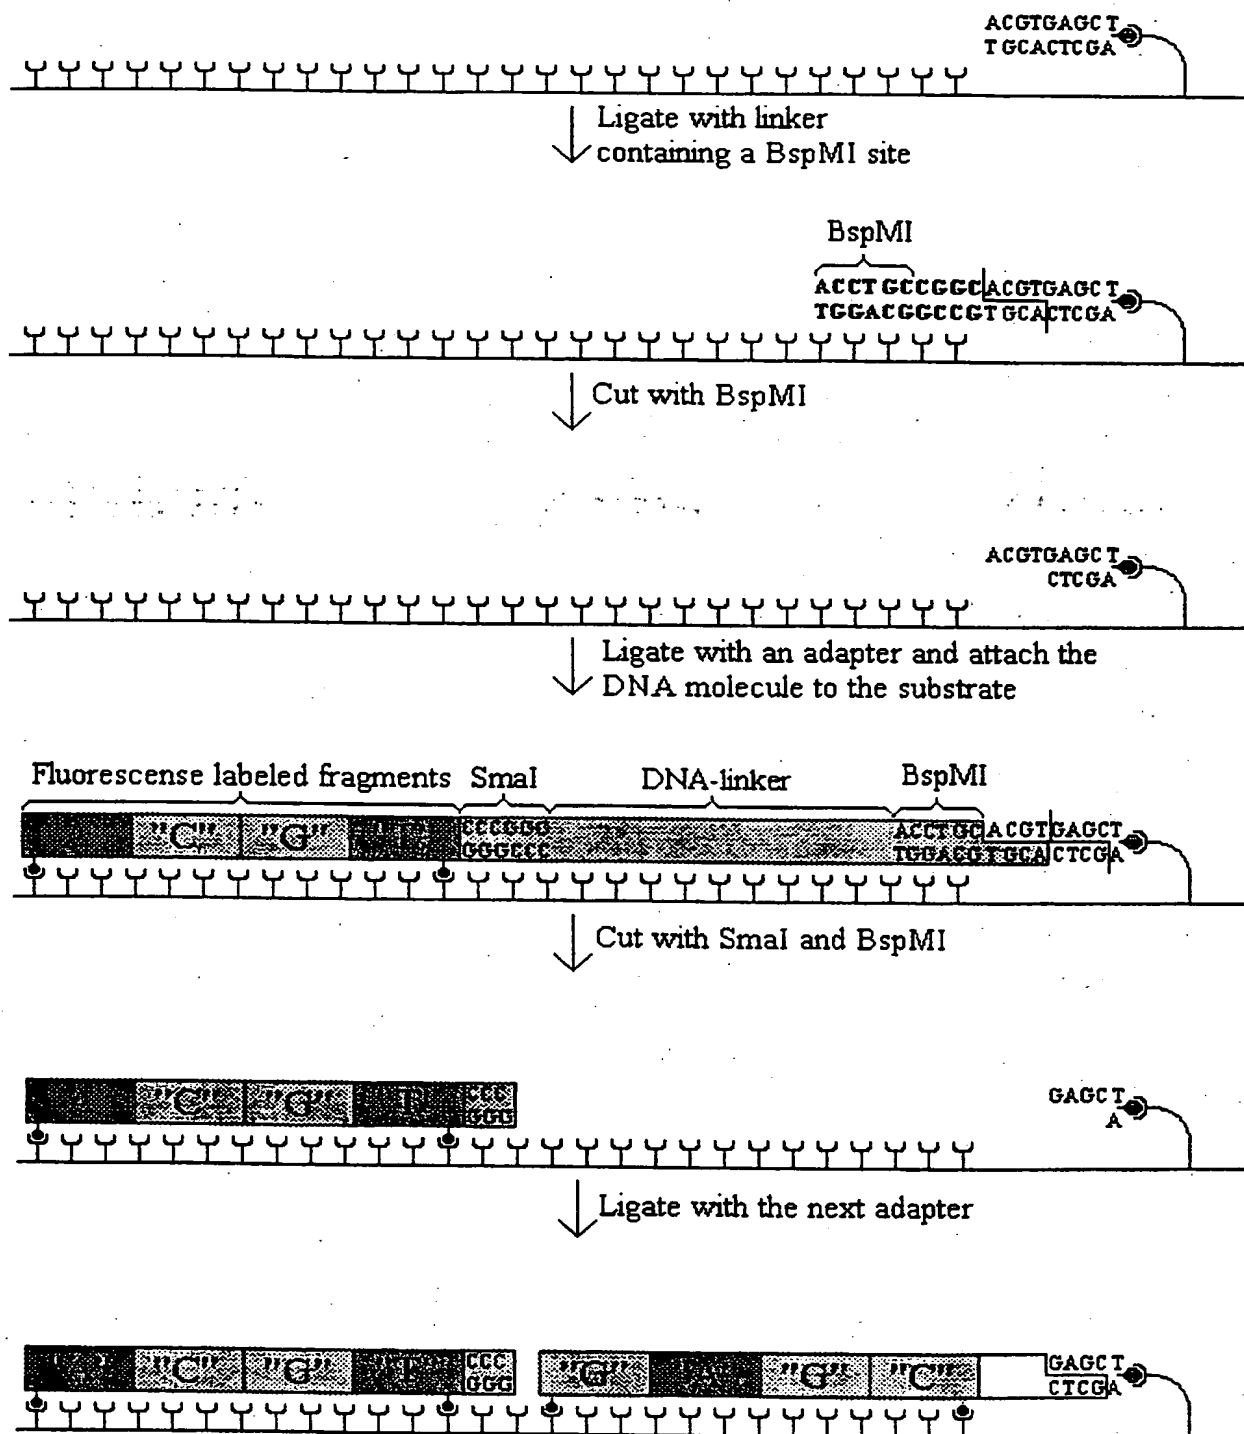 ACGTGAGCT
TGCACTCGA
Ligate with linker
containing a BspMI site
BspMI
ACCTGCCGGCACGTGAGCT
TGGACGGCCGTGCACTCGA
Cut with BspMI
ACGTGAGCT
CTCGA
Ligate with an adapter and attach the
DNA molecule to the substrate
Fluorescense labeled fragments SmaI DNA-linker BspMI
"C" "G" CCCGGG ACCTGCACGTGAGCT
GGGCCC TGGACGTGCACTCGA
Cut with SmaI and BspMI
"C" "G" CCC GAGCT
GGG A
Ligate with the next adapter
"C" "G" CCC "G" "A" "G" "C" GAGCT
GGG CTCGA